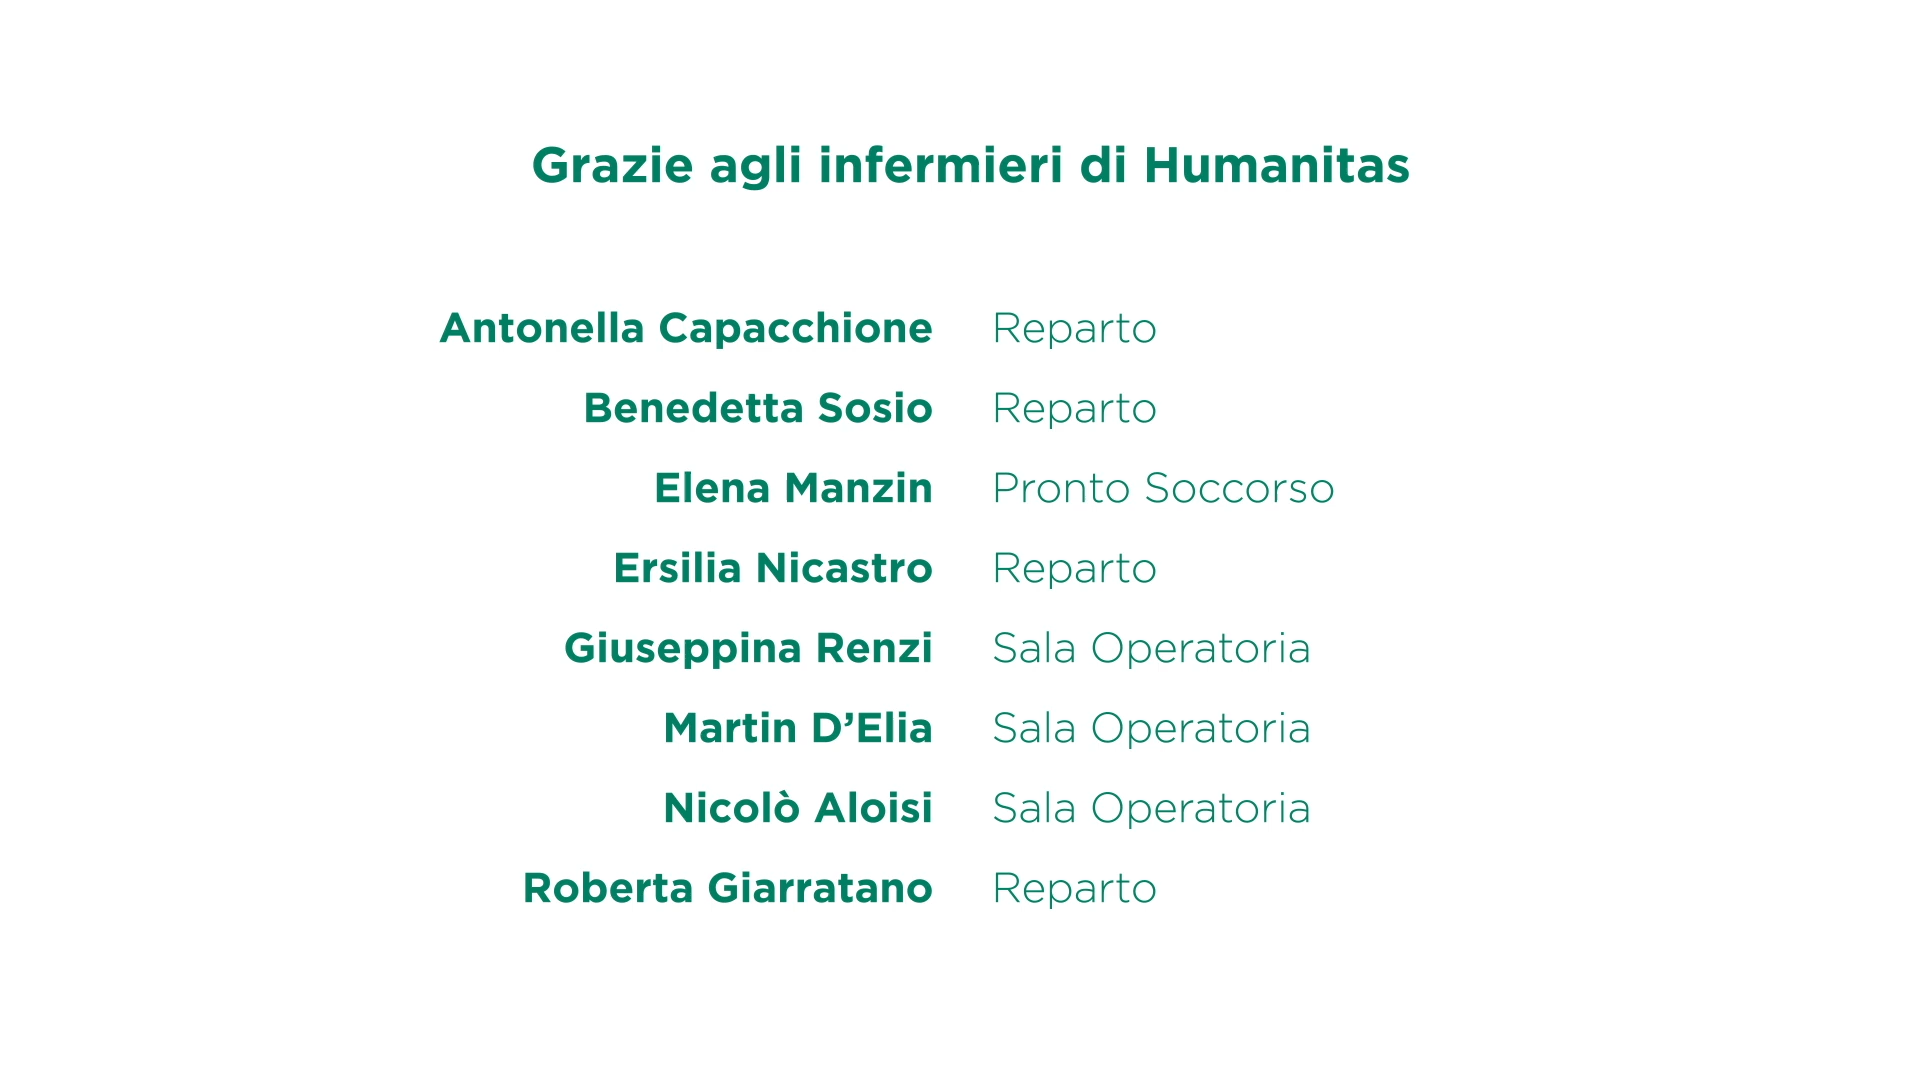 Grazie agli infermieri di Humanitas
Antonella Capacchione Reparto
Benedetta Sosio Reparto
Elena Manzin Pronto Soccorso
Ersilia Nicastro Reparto
Giuseppina Renzi Sala Operatoria
Martin D’Elia Sala Operatoria
Nicolò Aloisi Sala Operatoria
Roberta Giarratano Reparto